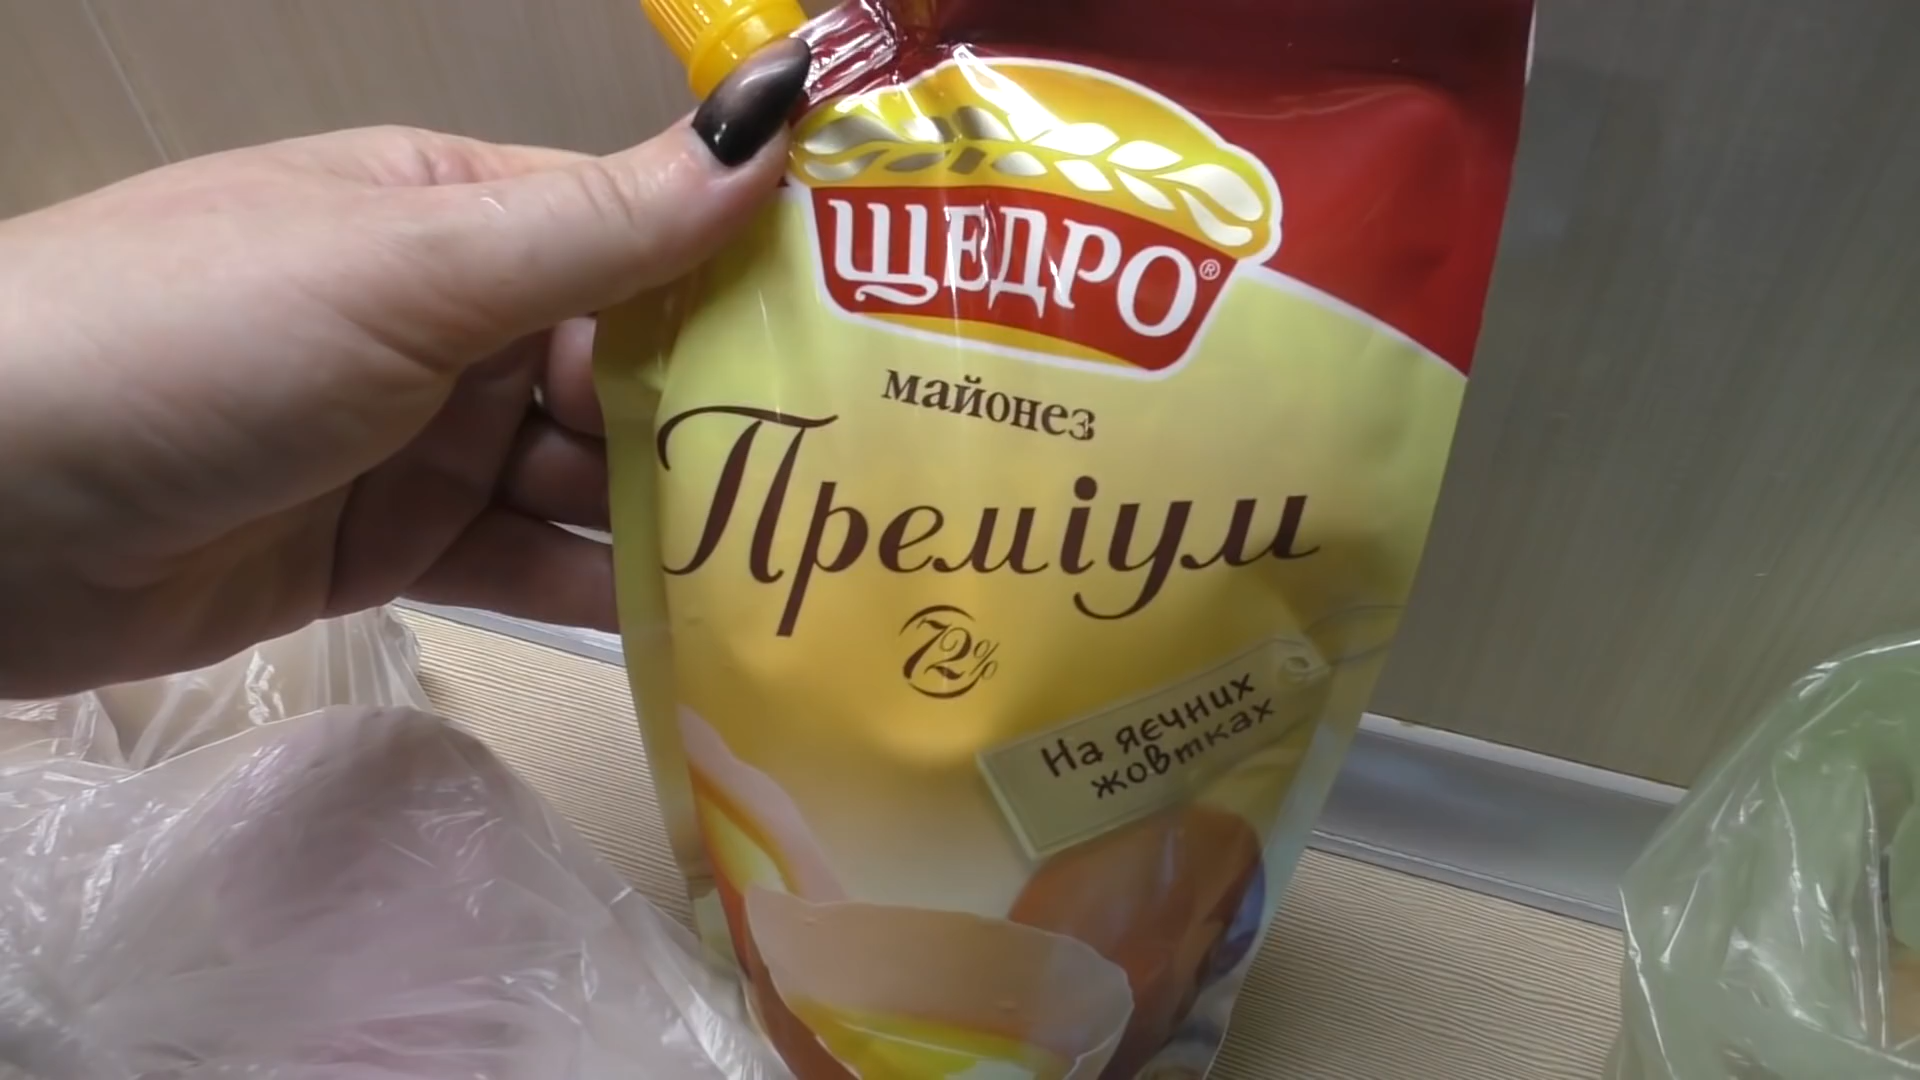 ЩЕДРО®
майонез
Преміум
72%
На яєчних
жовтках